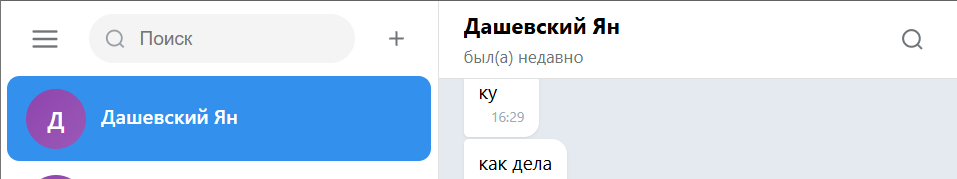 Поиск
Д
Дашевский Ян
Дашевский Ян
был(а) недавно
ку
16:29
как дела